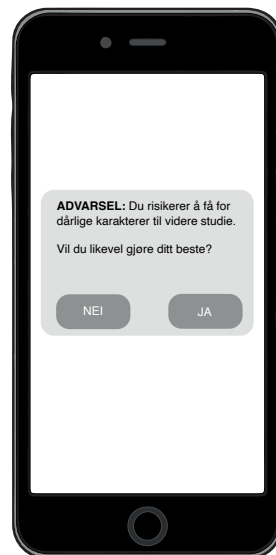 ADVARSEL: Du risikerer å få for
dårlige karakterer til videre studie.
Vil du likevel gjøre ditt beste?
NEI
JA